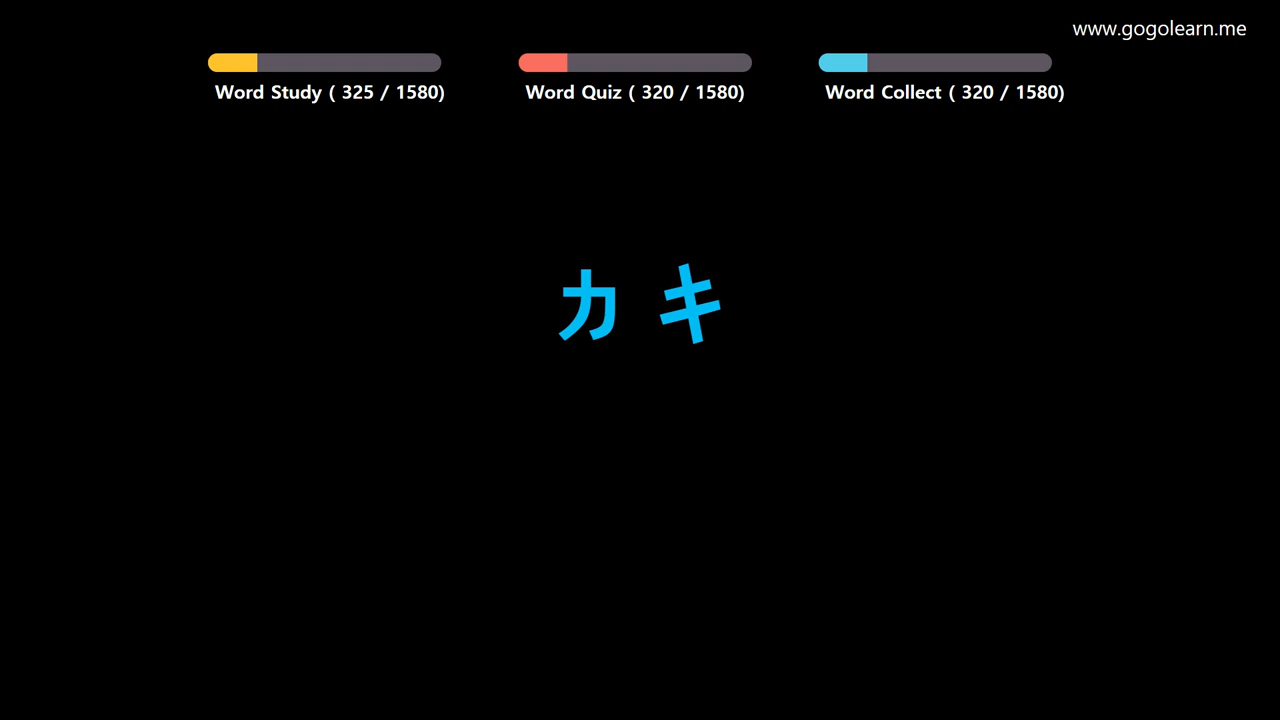 www.gogolearn.me
Word Study ( 325 / 1580)
Word Quiz ( 320 / 1580)
Word Collect ( 320 / 1580)
カ キ